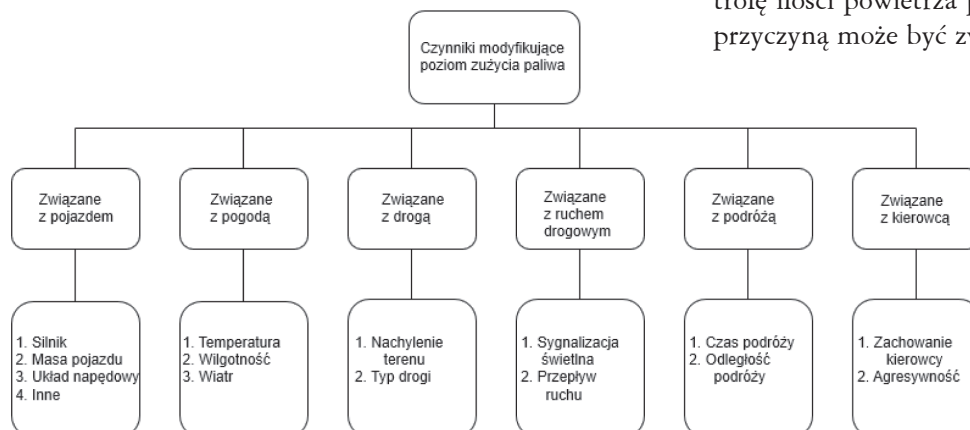 trolę ilości powietrza
przyczyną może być
Czynniki modyfikujące
poziom zużycia paliwa
Związane
z pojazdem
Związane
z pogodą
Związane
z drogą
Związane
z ruchem
drogowym
Związane
z podróżą
Związane
z kierowcą
1. Silnik
2. Masa pojazdu
3. Układ napędowy
4. Inne
1. Temperatura
2. Wilgotność
3. Wiatr
1. Nachylenie
terenu
2. Typ drogi
1. Sygnalizacja
świetlna
2. Przepływ
ruchu
1. Czas podróży
2. Odległość
podróży
1. Zachowanie
kierowcy
2. Agresywność